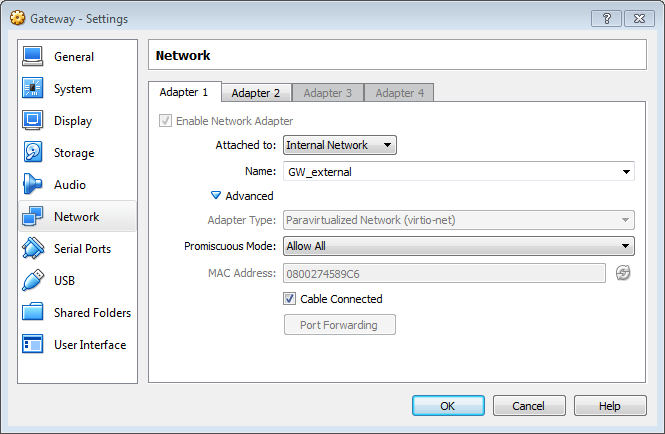 Gateway - Settings
General
System
Display
Storage
Audio
Network
Serial Ports
USB
Shared Folders
User Interface
Network
Adapter 1 Adapter 2 Adapter 3 Adapter 4
Enable Network Adapter
Attached to: Internal Network
Name: GW_external
Advanced
Adapter Type: Paravirtualized Network (virtio-net)
Promiscuous Mode: Allow All
MAC Address: 0800274589C6
Cable Connected
Port Forwarding
OK Cancel Help